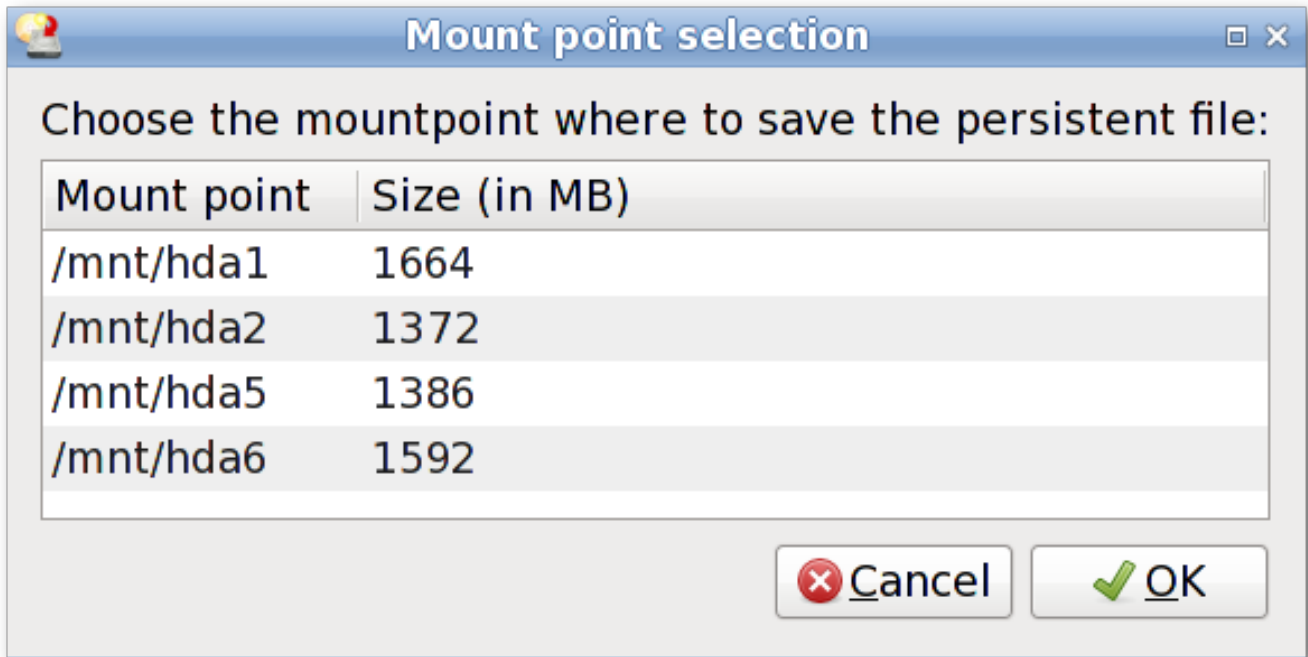 Mount point selection
Choose the mountpoint where to save the persistent file:
Mount point Size (in MB)
/mnt/hda1 1664
/mnt/hda2 1372
/mnt/hda5 1386
/mnt/hda6 1592
Cancel OK